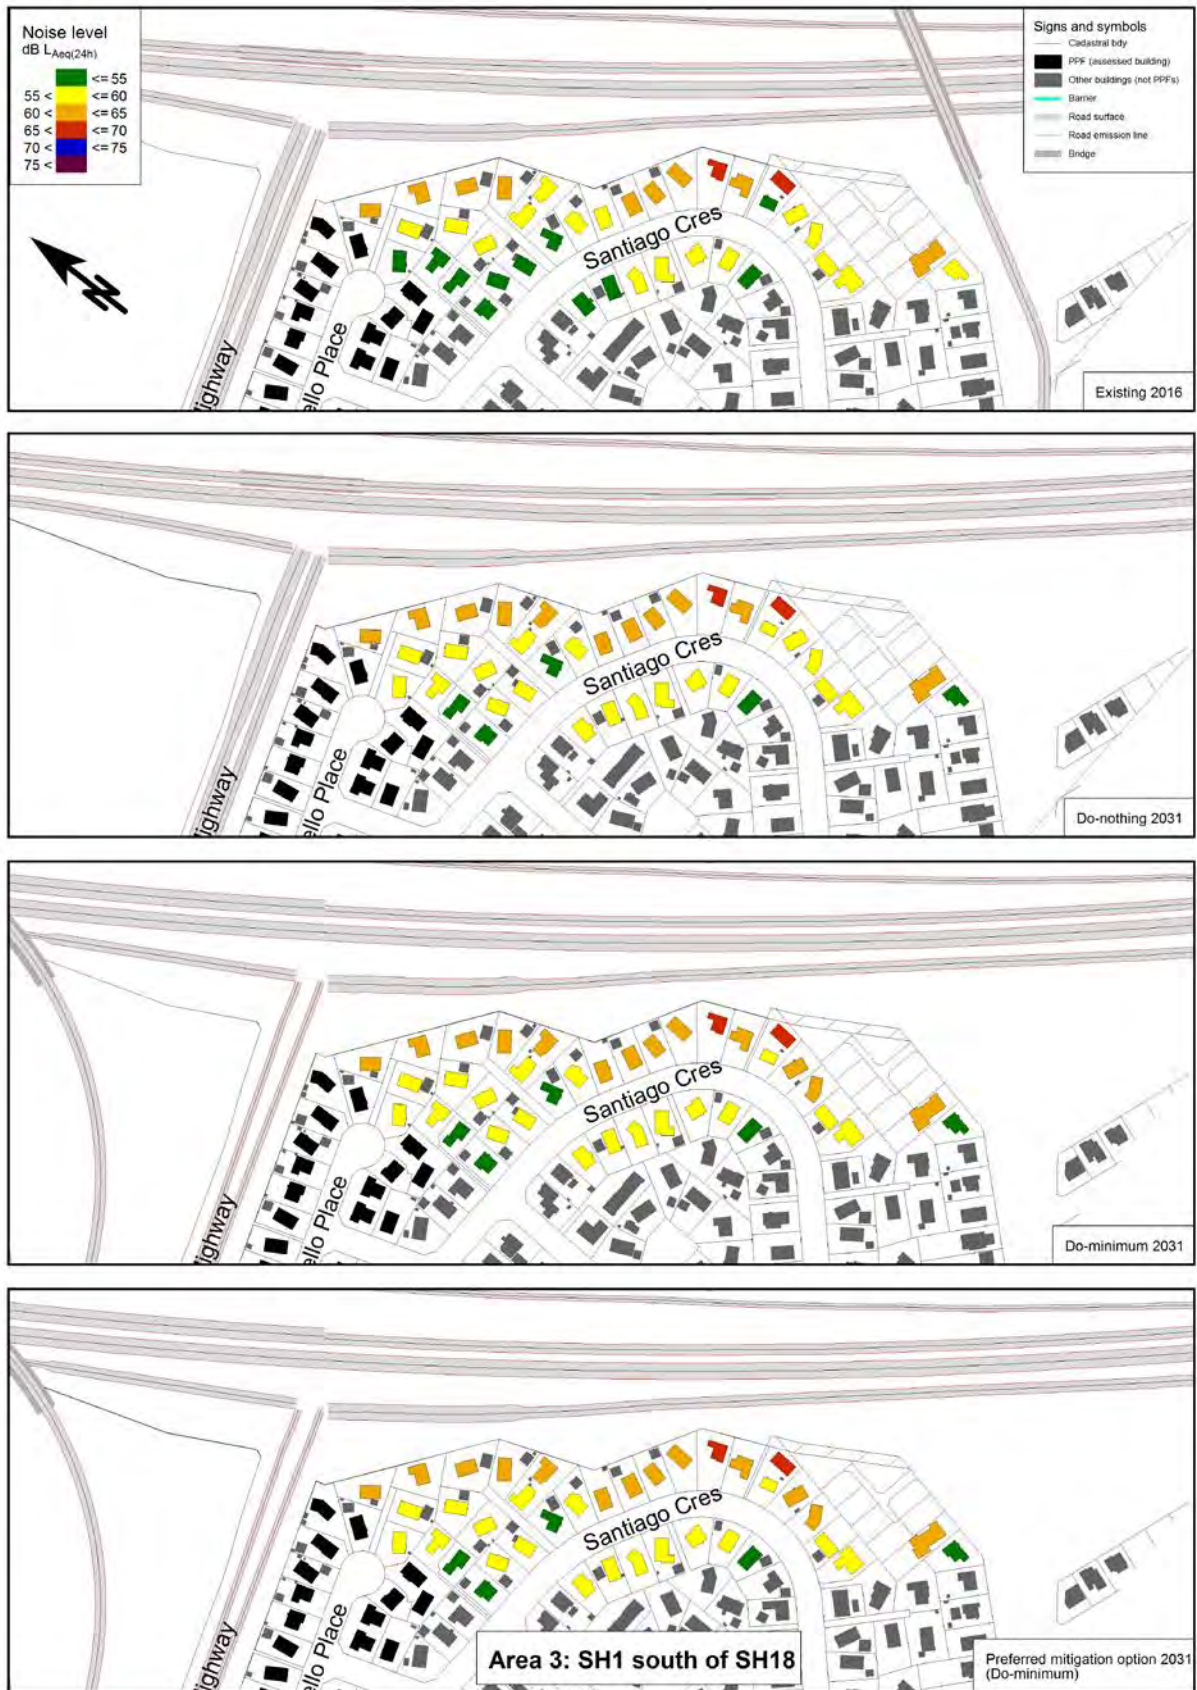 Noise level
dB LAeq(24h)
<= 55
55 < <= 60
60 < <= 65
65 < <= 70
70 < <= 75
75 <
Signs and symbols
Cadastral bdy
PPF (assessed building)
Other buildings (not PPFs)
Barrier
Road surface
Road emission line
Bridge
Santiago Cres
ighway
ello Place
Existing 2016
Santiago Cres
ighway
ello Place
Do-nothing 2031
Santiago Cres
ighway
ello Place
Do-minimum 2031
Santiago Cres
ighway
ello Place
Area 3: SH1 south of SH18
Preferred mitigation option 2031
(Do-minimum)